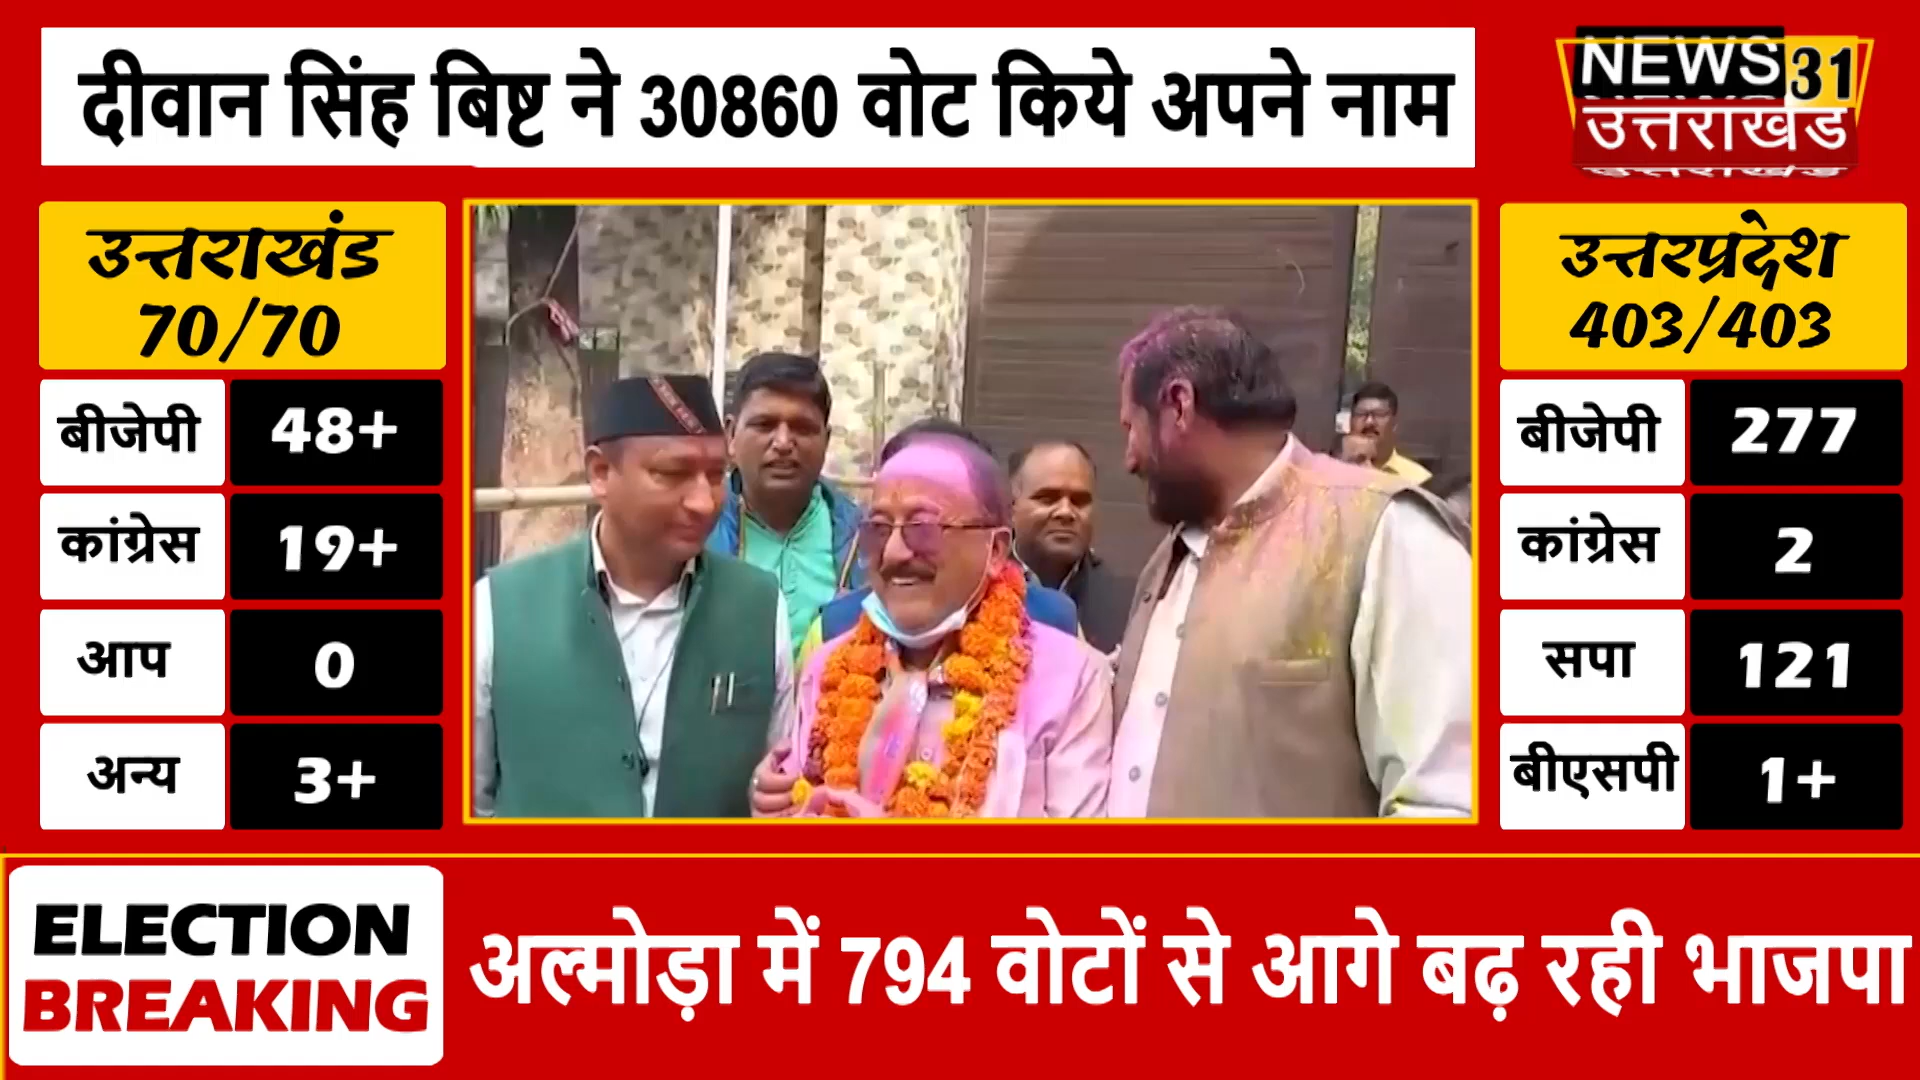 दीवान सिंह बिष्ट ने 30860 वोट किये अपने नाम
NEWS 31
उत्तराखंड
उत्तराखंड
70/70
बीजेपी 48+
कांग्रेस 19+
आप 0
अन्य 3+
उत्तरप्रदेश
403/403
बीजेपी 277
कांग्रेस 2
सपा 121
बीएसपी 1+
ELECTION
BREAKING
अल्मोड़ा में 794 वोटों से आगे बढ़ रही भाजपा